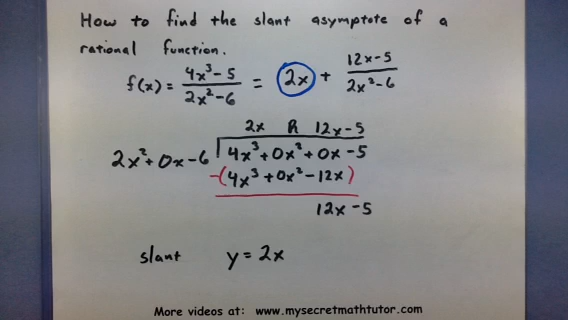 How to find the slant asymptote of a
rational function.
f(x) = (4x³-5)/(2x²-6) = 2x + (12x-5)/(2x²-6)
2x R 12x-5
2x²+0x-6 4x³+0x²+0x-5
-(4x³+0x²-12x)
12x-5
slant y=2x
More videos at: www.mysecretmathtutor.com